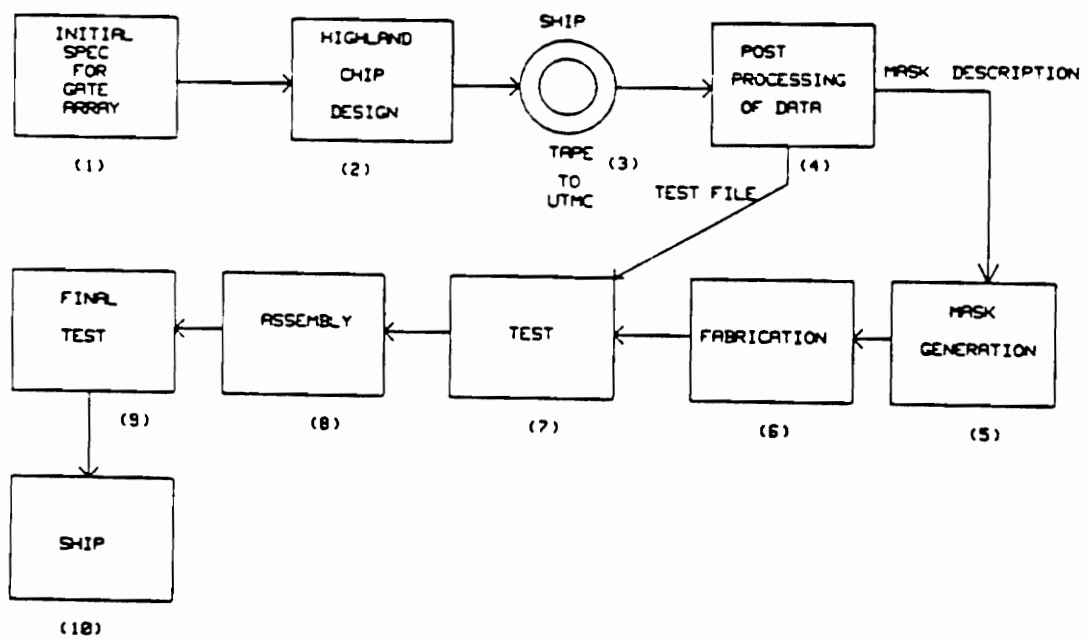 INITIAL
SPEC
FOR
GATE
ARRAY
(1)
HIGHLAND
CHIP
DESIGN
(2)
SHIP
TAPE
TO
UTMC
(3)
POST
PROCESSING
OF DATA
(4)
MASK DESCRIPTION
TEST FILE
MASK
GENERATION
(5)
FABRICATION
(6)
TEST
(7)
ASSEMBLY
(8)
FINAL
TEST
(9)
SHIP
(10)